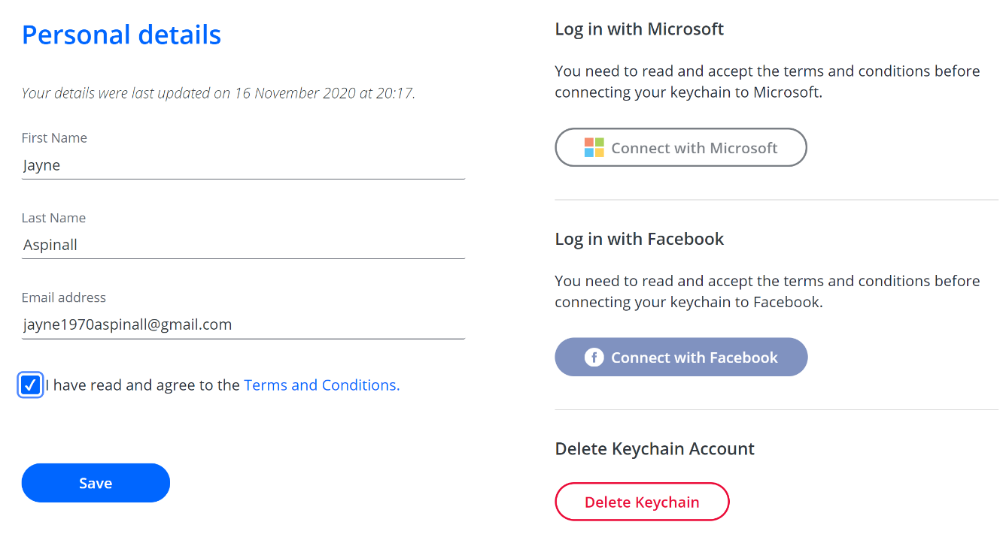 Personal details
Your details were last updated on 16 November 2020 at 20:17.
First Name
Jayne
Last Name
Aspinall
Email address
jayne1970aspinall@gmail.com
I have read and agree to the Terms and Conditions.
Save
Log in with Microsoft
You need to read and accept the terms and conditions before
connecting your keychain to Microsoft.
Connect with Microsoft
Log in with Facebook
You need to read and accept the terms and conditions before
connecting your keychain to Facebook.
Connect with Facebook
Delete Keychain Account
Delete Keychain